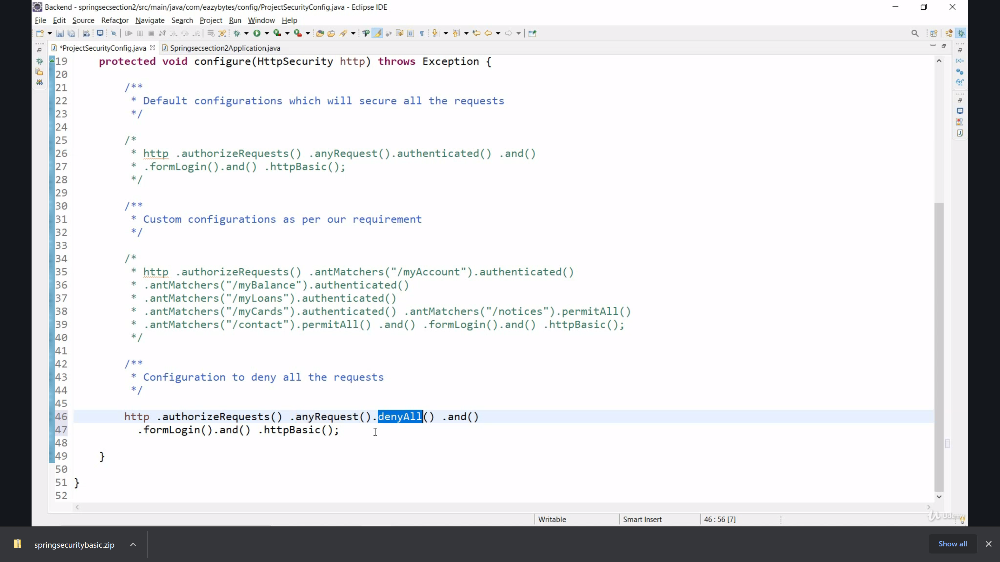 Backend - springsecsection2/src/main/java/com/eazybytes/config/ProjectSecurityConfig.java - Eclipse IDE
File Edit Source Refactor Navigate Search Project Run Window Help
*ProjectSecurityConfig.java Springsecsection2Application.java
19 protected void configure(HttpSecurity http) throws Exception {
20
21 /**
22 * Default configurations which will secure all the requests
23 */
24
25 /*
26 * http .authorizeRequests() .anyRequest().authenticated() .and()
27 * .formLogin().and() .httpBasic();
28 */
29
30 /**
31 * Custom configurations as per our requirement
32 */
33
34 /*
35 * http .authorizeRequests() .antMatchers("/myAccount").authenticated()
36 * .antMatchers("/myBalance").authenticated()
37 * .antMatchers("/myLoans").authenticated()
38 * .antMatchers("/myCards").authenticated() .antMatchers("/notices").permitAll()
39 * .antMatchers("/contact").permitAll() .and() .formLogin().and() .httpBasic();
40 */
41
42 /**
43 * Configuration to deny all the requests
44 */
45
46 http .authorizeRequests() .anyRequest().denyAll() .and()
47 .formLogin().and() .httpBasic();
48
49 }
50
51 }
52
Writable Smart Insert 46 : 56 [7]
Udemy
springsecuritybasic.zip Show all